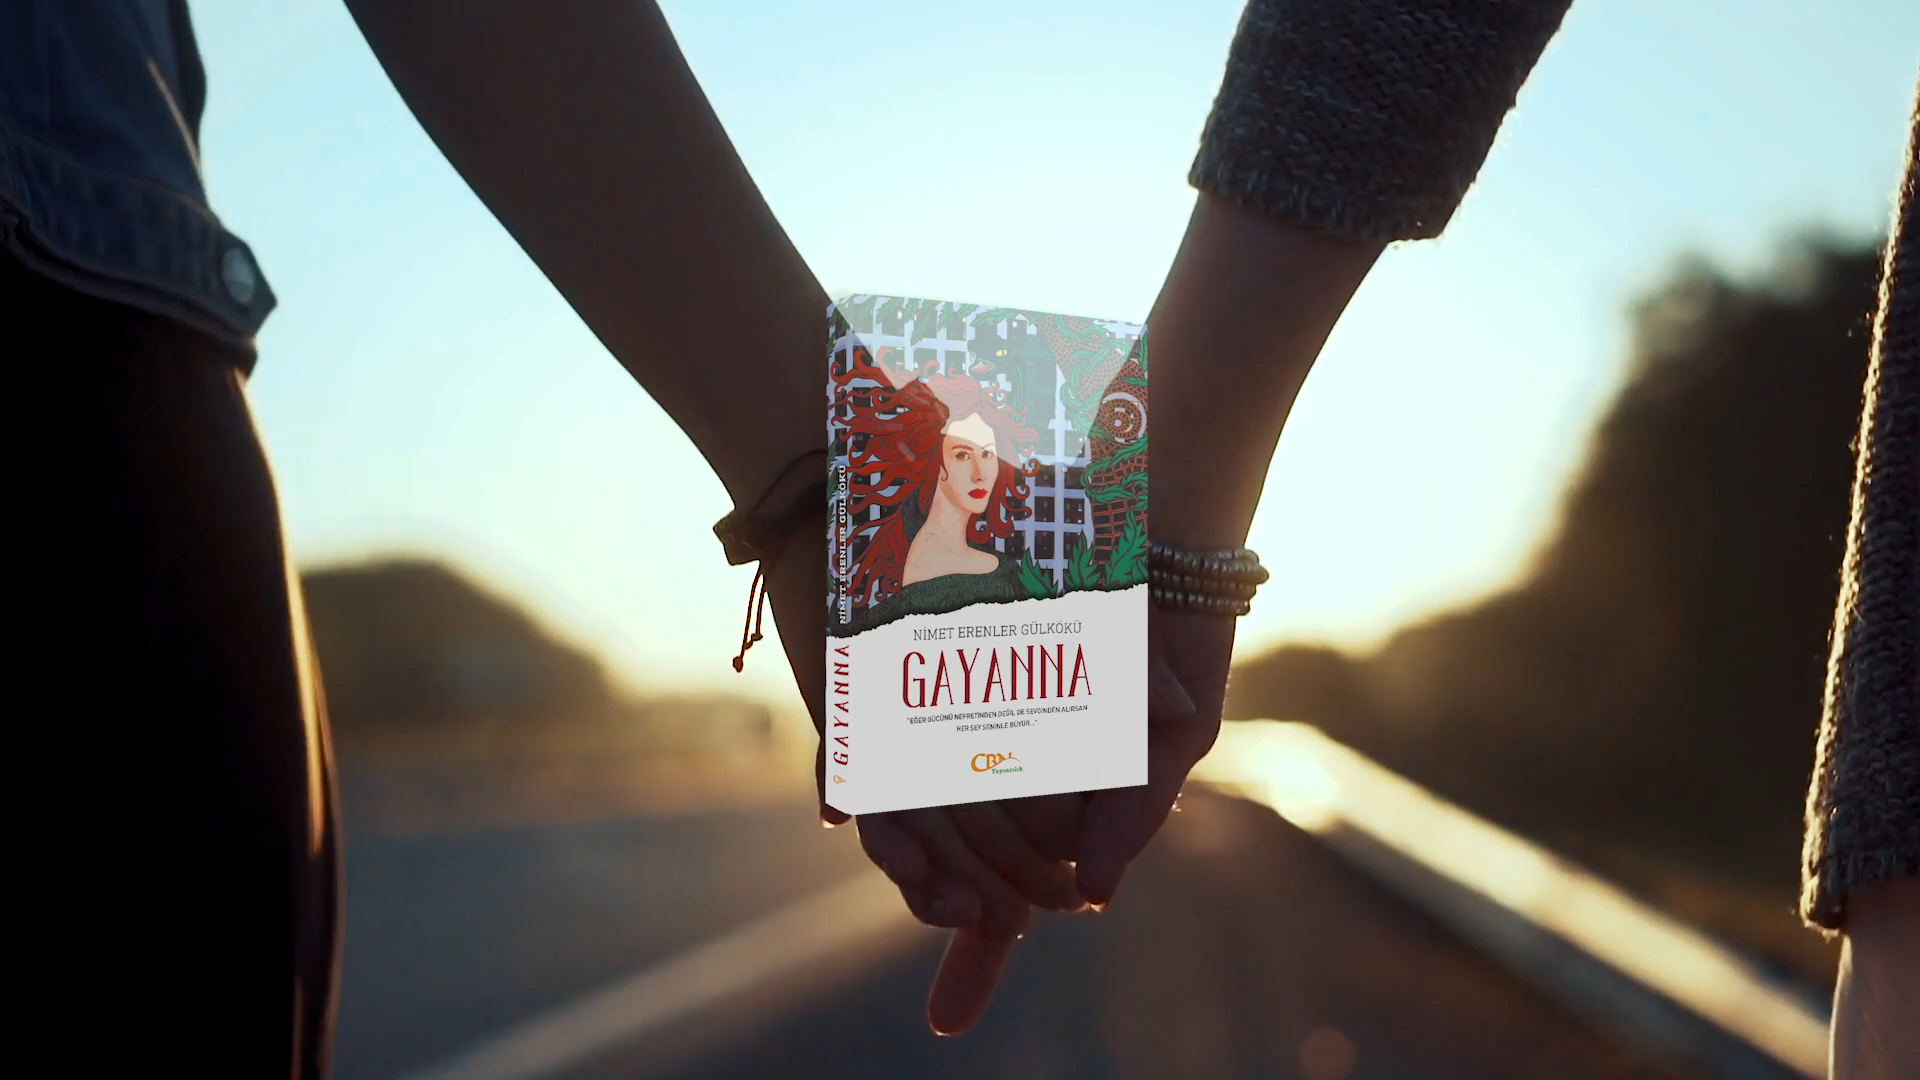 NİMET ERENLER GÜLKÖKÜ
GAYANNA
"EĞER GÜCÜNÜ NEFRETİNDEN DEĞİL DE SEVGİNDEN ALIRSAN
HER ŞEY SENİNLE BÜYÜR..."
CBN
Yayıncılık
NİMET ERENLER GÜLKÖKÜ
GAYANNA